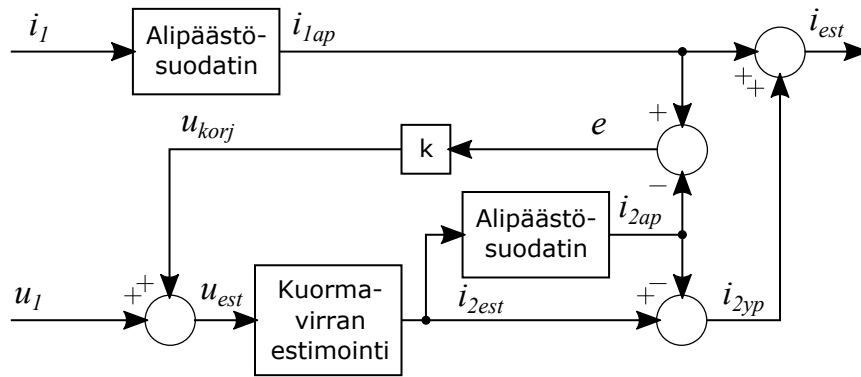 i1
Alipäästö-
suodatin
i1ap
iest
+
+
+
ukorj
k
e
−
Alipäästö-
suodatin
i2ap
u1
+
+
uest
Kuorma-
virran
estimointi
i2est
+
−
i2yp